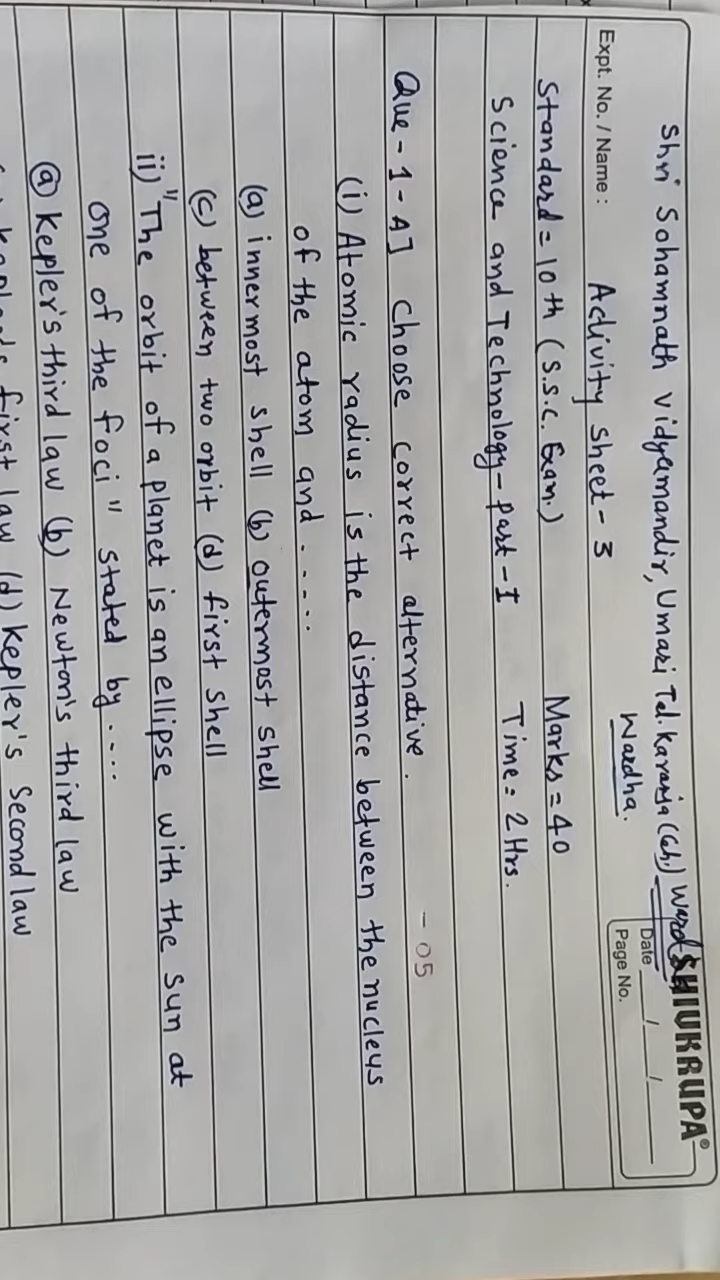 SHIVKRUPA®
Shri Sohamnath Vidyamandir, Umari Tal. Karanja (Gh.)
Wardha.
Expt. No. / Name :
Date / /
Page No.
Activity Sheet - 3
Standard = 10th (S.S.C. Exam.) Marks = 40
Science and Technology - part - I Time = 2 Hrs.
Que - 1 - A] Choose correct alternative. - 05
(i) Atomic radius is the distance between the nucleus
of the atom and .....
(a) innermost shell (b) outermost shell
(c) between two orbit (d) first shell
ii) "The orbit of a planet is an ellipse with the sun at
one of the foci" stated by ....
(a) Kepler's third law (b) Newton's third law
first law (d) Kepler's Second law